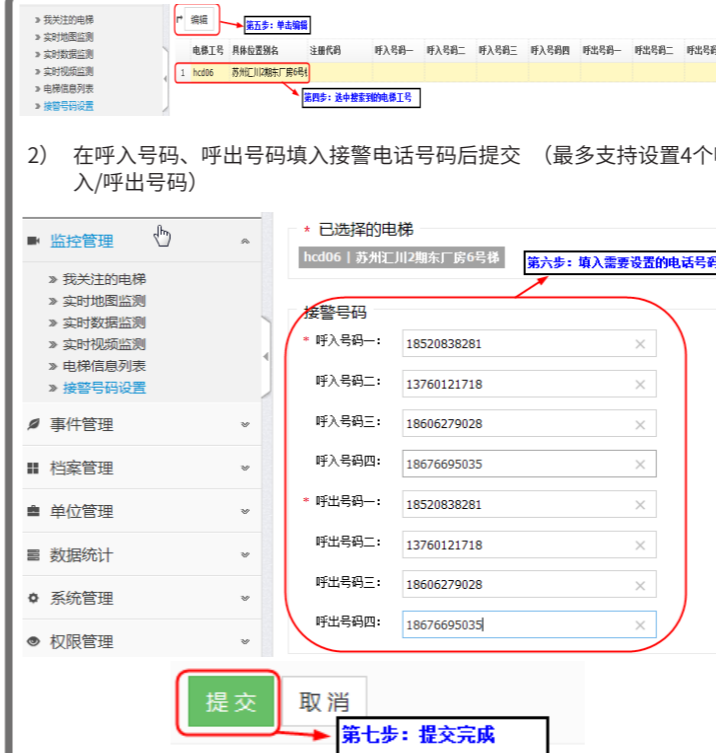 » 我关注的电梯
» 实时地图监测
» 实时数据监测
» 实时视频监测
» 电梯信息列表
» 接警号码设置
编辑
第五步：单击编辑
电梯工号 具体位置别名 注册代码 呼入号码一 呼入号码二 呼入号码三 呼入号码四 呼出号码一 呼出号码二 呼出号码
1 hcd06 苏州汇川2期东厂房6号
第四步：选中搜索到的电梯工号
2） 在呼入号码、呼出号码填入接警电话号码后提交 （最多支持设置4个呼
入/呼出号码）
监控管理
» 我关注的电梯
» 实时地图监测
» 实时数据监测
» 实时视频监测
» 电梯信息列表
» 接警号码设置
事件管理
档案管理
单位管理
数据统计
系统管理
权限管理
* 已选择的电梯
hcd06 | 苏州汇川2期东厂房6号梯
第六步：填入需要设置的电话号码
接警号码
* 呼入号码一： 18520838281
呼入号码二： 13760121718
呼入号码三： 18606279028
呼入号码四： 18676695035
* 呼出号码一： 18520838281
呼出号码二： 13760121718
呼出号码三： 18606279028
呼出号码四： 18676695035
提交 取消
第七步：提交完成